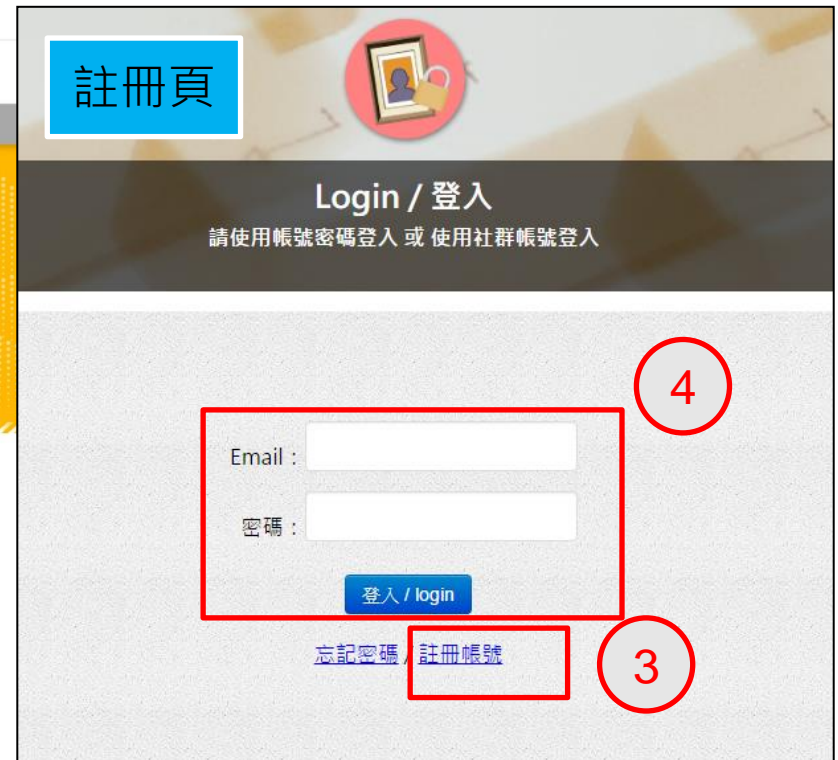 註冊頁
Login / 登入
請使用帳號密碼登入 或 使用社群帳號登入
4
Email :
密碼 :
登入 / login
忘記密碼 / 註冊帳號
3